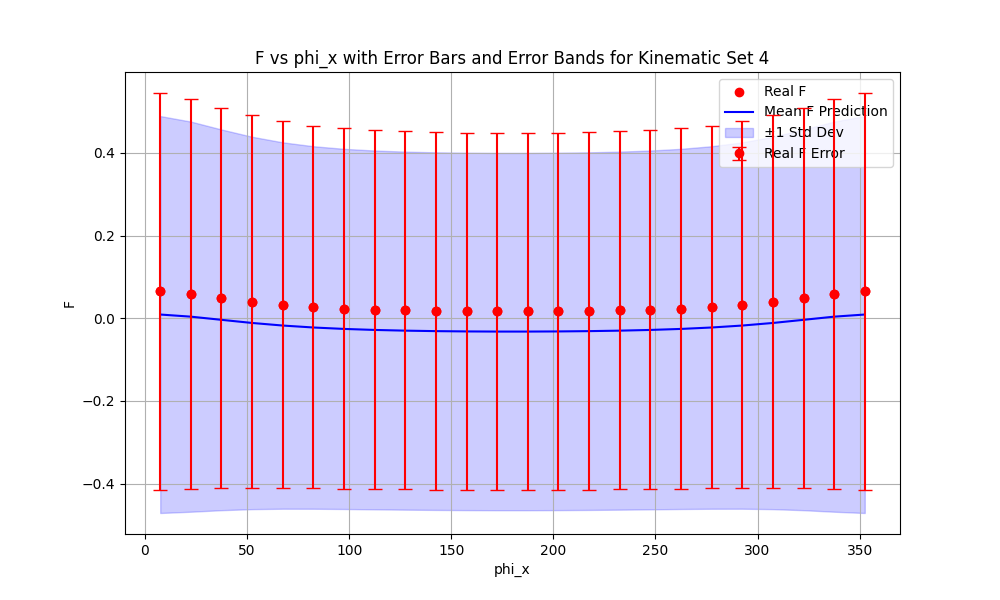 F vs phi_x with Error Bars and Error Bands for Kinematic Set 4
Real F
Mean F Prediction
±1 Std Dev
Real F Error
F
0.4
0.2
0.0
−0.2
−0.4
0 50 100 150 200 250 300 350
phi_x